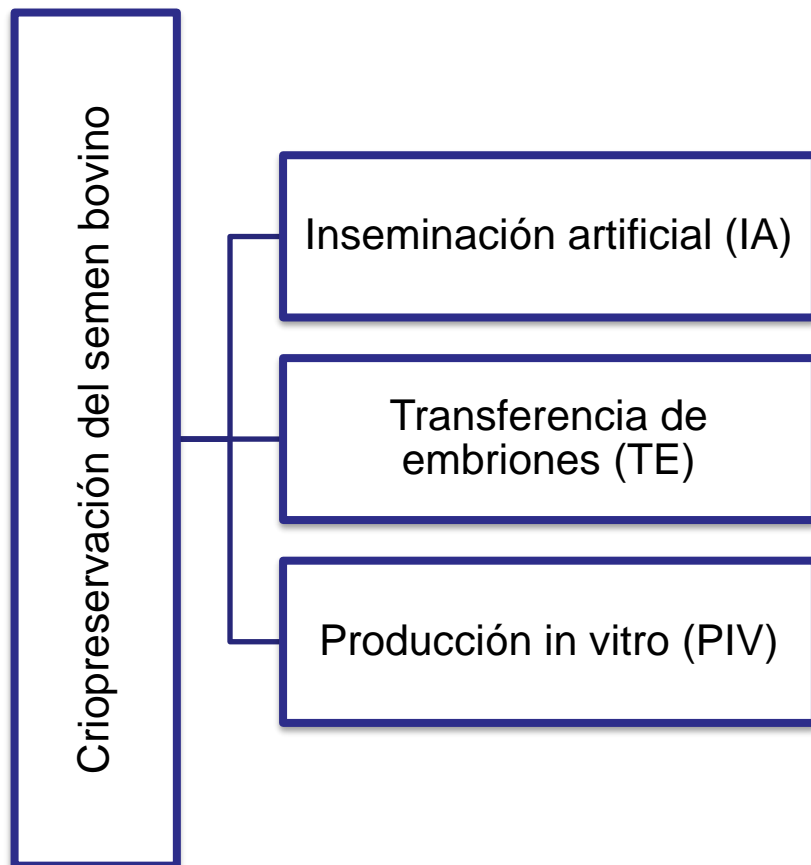 Criopreservación del semen bovino
Inseminación artificial (IA)
Transferencia de
embriones (TE)
Producción in vitro (PIV)